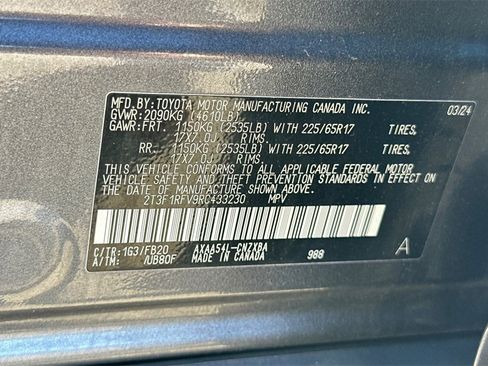 MFD. BY: TOYOTA MOTOR MANUFACTURING CANADA INC. 03/24
GVWR: 2090KG (4610LB)
GAWR: FRT. 1150KG (2535LB) WITH 225/65R17 TIRES,
17X7.0J RIMS
RR. 1150KG (2535LB) WITH 225/65R17 TIRES,
17X7.0J RIMS
THIS VEHICLE CONFORMS TO ALL APPLICABLE FEDERAL MOTOR
VEHICLE SAFETY AND THEFT PREVENTION STANDARDS IN EFFECT ON
THE DATE OF MANUFACTURE SHOWN ABOVE.
2T3F1RFV9RC433230 MPV
C/TR: 1G3/FB20 AXAA54L-CNZXBA
A/TM: /UB80F MADE IN CANADA 988 A